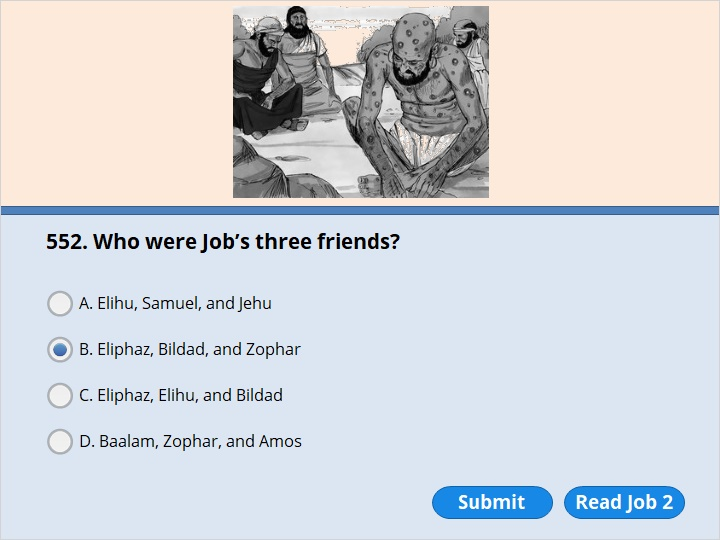 552. Who were Job’s three friends?
A. Elihu, Samuel, and Jehu
B. Eliphaz, Bildad, and Zophar
C. Eliphaz, Elihu, and Bildad
D. Baalam, Zophar, and Amos
Submit
Read Job 2